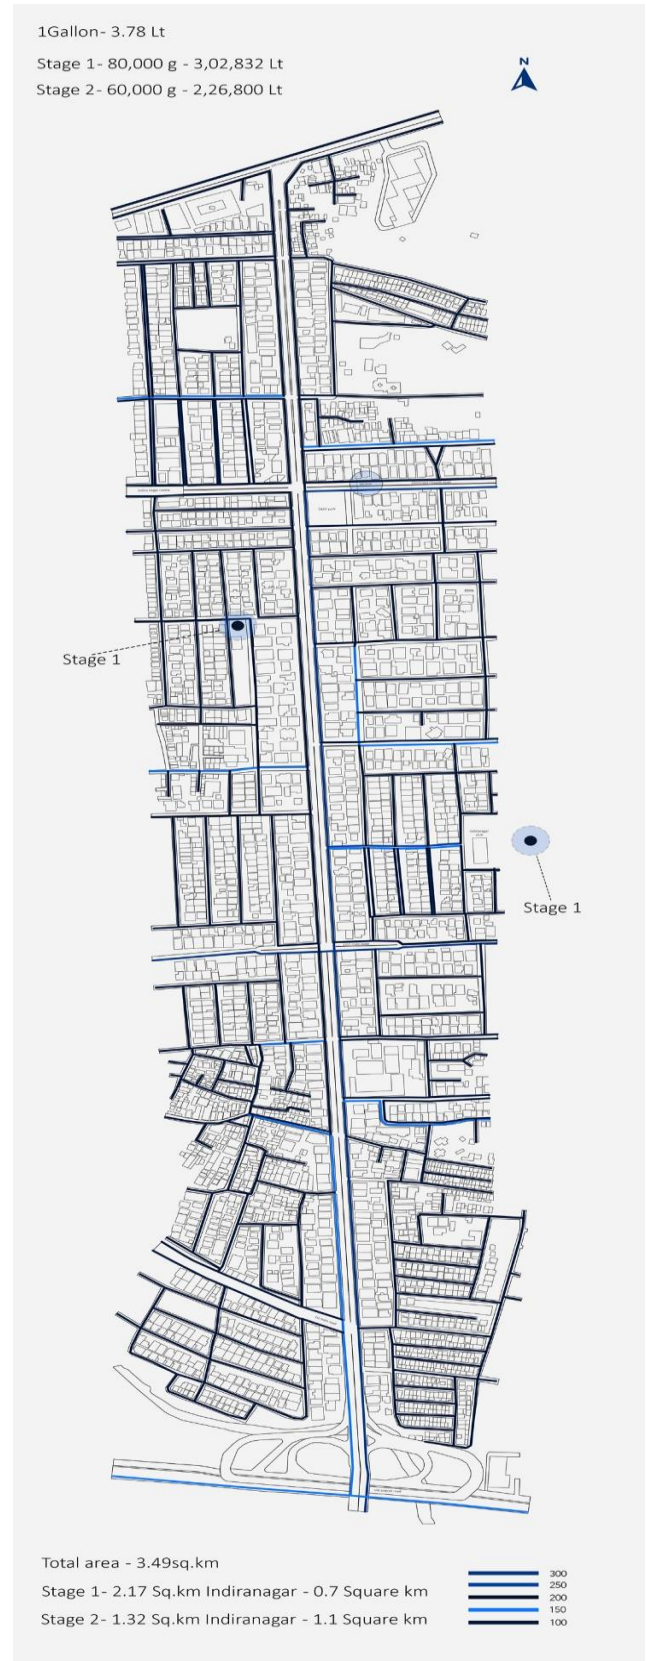 1Gallon- 3.78 Lt
Stage 1- 80,000 g - 3,02,832 Lt
Stage 2- 60,000 g - 2,26,800 Lt
N
Stage 1
Stage 1
Total area - 3.49sq.km
Stage 1- 2.17 Sq.km Indiranagar - 0.7 Square km
Stage 2- 1.32 Sq.km Indiranagar - 1.1 Square km
300
250
200
150
100